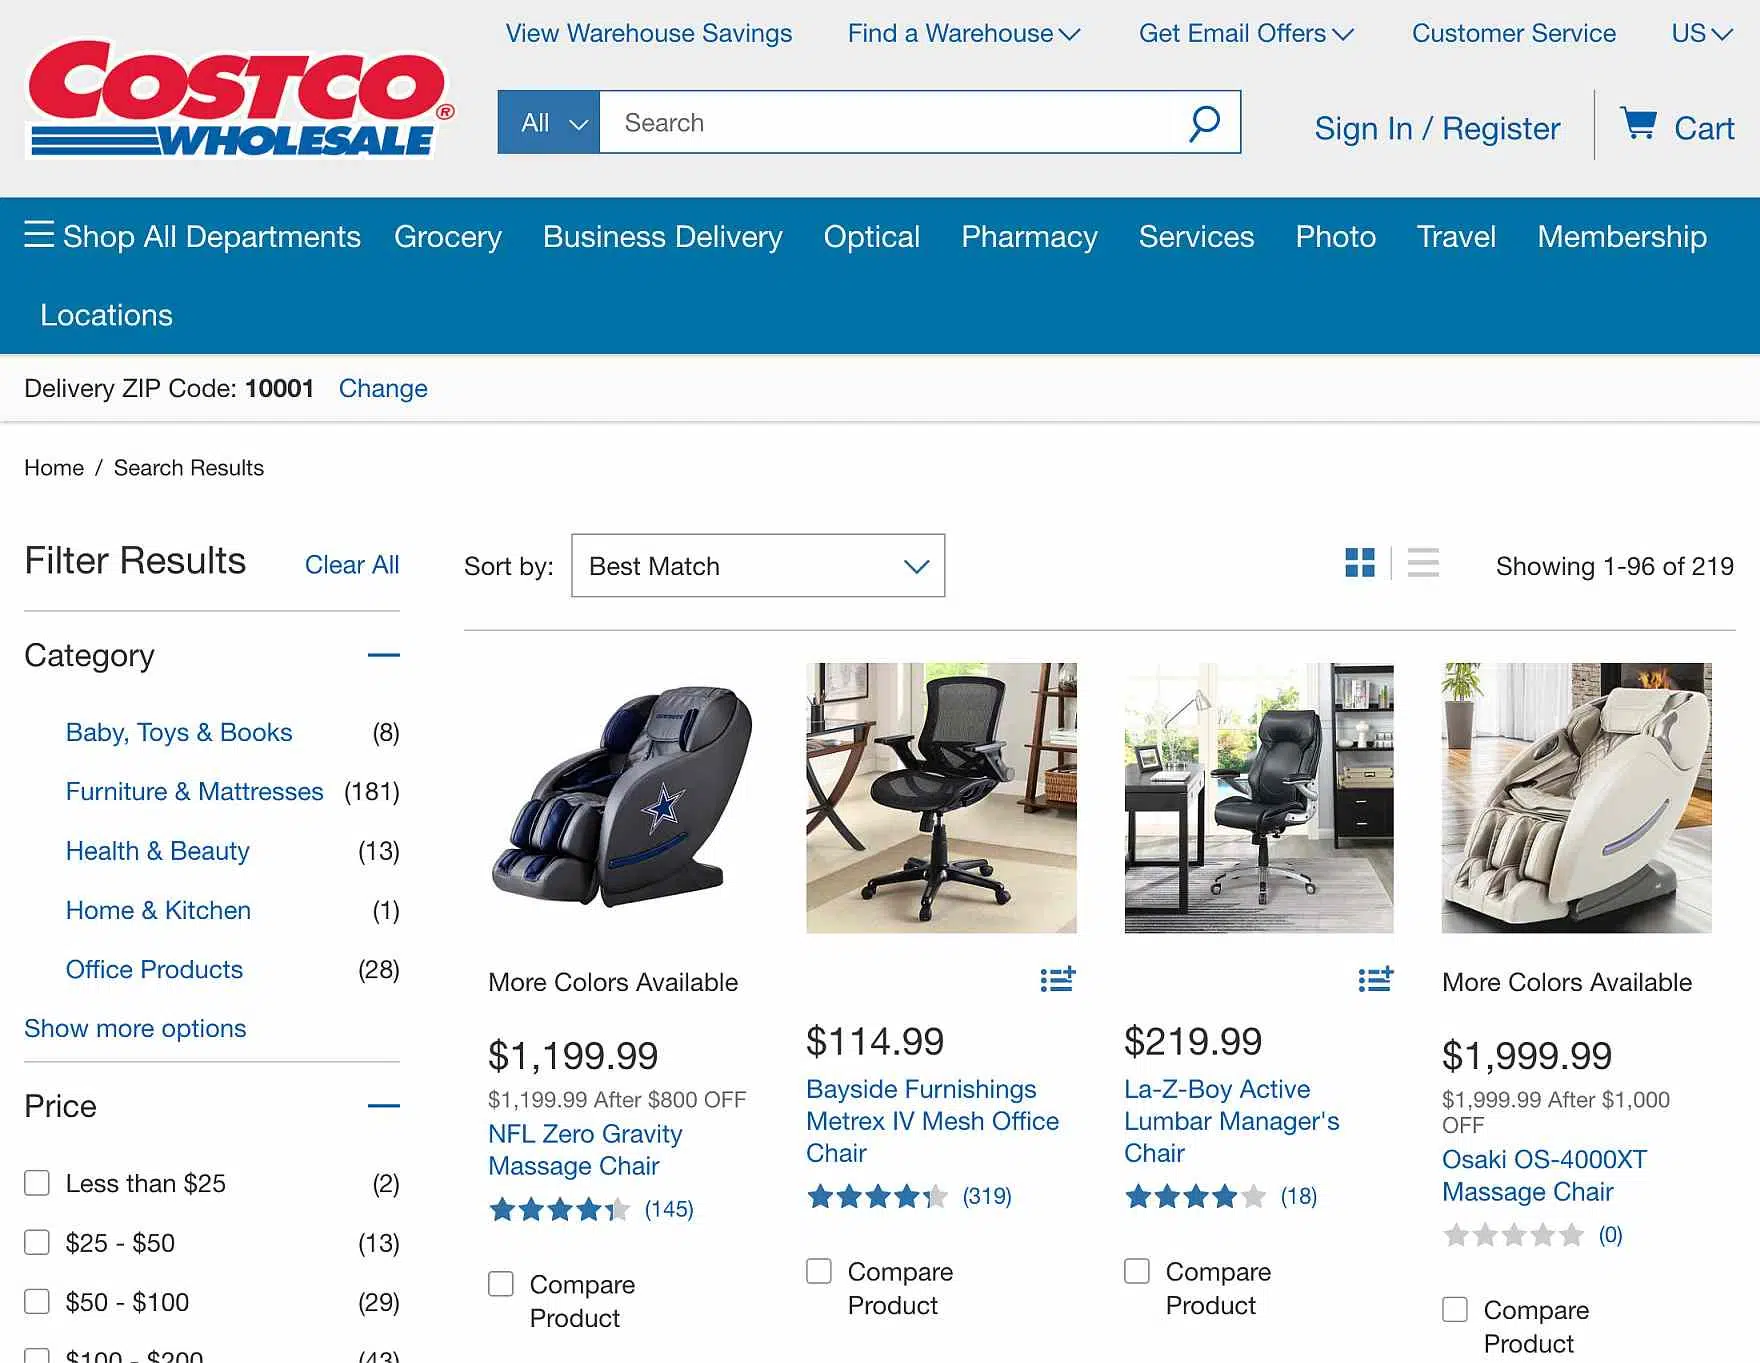 View Warehouse Savings
Find a Warehouse
Get Email Offers
Customer Service
US
COSTCO®
WHOLESALE
All
Search
Sign In / Register
Cart
Shop All Departments
Grocery
Business Delivery
Optical
Pharmacy
Services
Photo
Travel
Membership
Locations
Delivery ZIP Code: 10001 Change
Home / Search Results
Filter Results
Clear All
Sort by:
Best Match
Showing 1-96 of 219
Category
Baby, Toys & Books (8)
Furniture & Mattresses (181)
Health & Beauty (13)
Home & Kitchen (1)
Office Products (28)
Show more options
Price
Less than $25 (2)
$25 - $50 (13)
$50 - $100 (29)
$100 - $200 (43)
More Colors Available
$1,199.99
$1,199.99 After $800 OFF
NFL Zero Gravity
Massage Chair
(145)
Compare
Product
$114.99
Bayside Furnishings
Metrex IV Mesh Office
Chair
(319)
Compare
Product
$219.99
La-Z-Boy Active
Lumbar Manager's
Chair
(18)
Compare
Product
More Colors Available
$1,999.99
$1,999.99 After $1,000
OFF
Osaki OS-4000XT
Massage Chair
(0)
Compare
Product